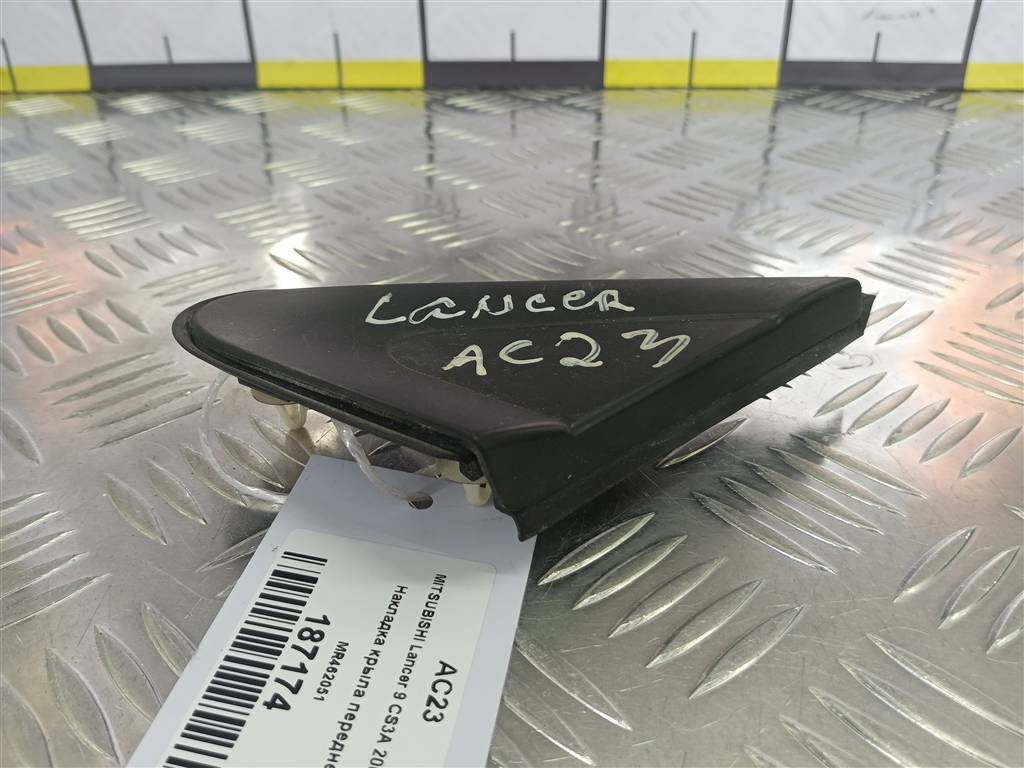 LANCER
AC23
AC23
MITSUBISHI Lancer 9 CS3A 20
Накладка крыла передне
MR462051
187174